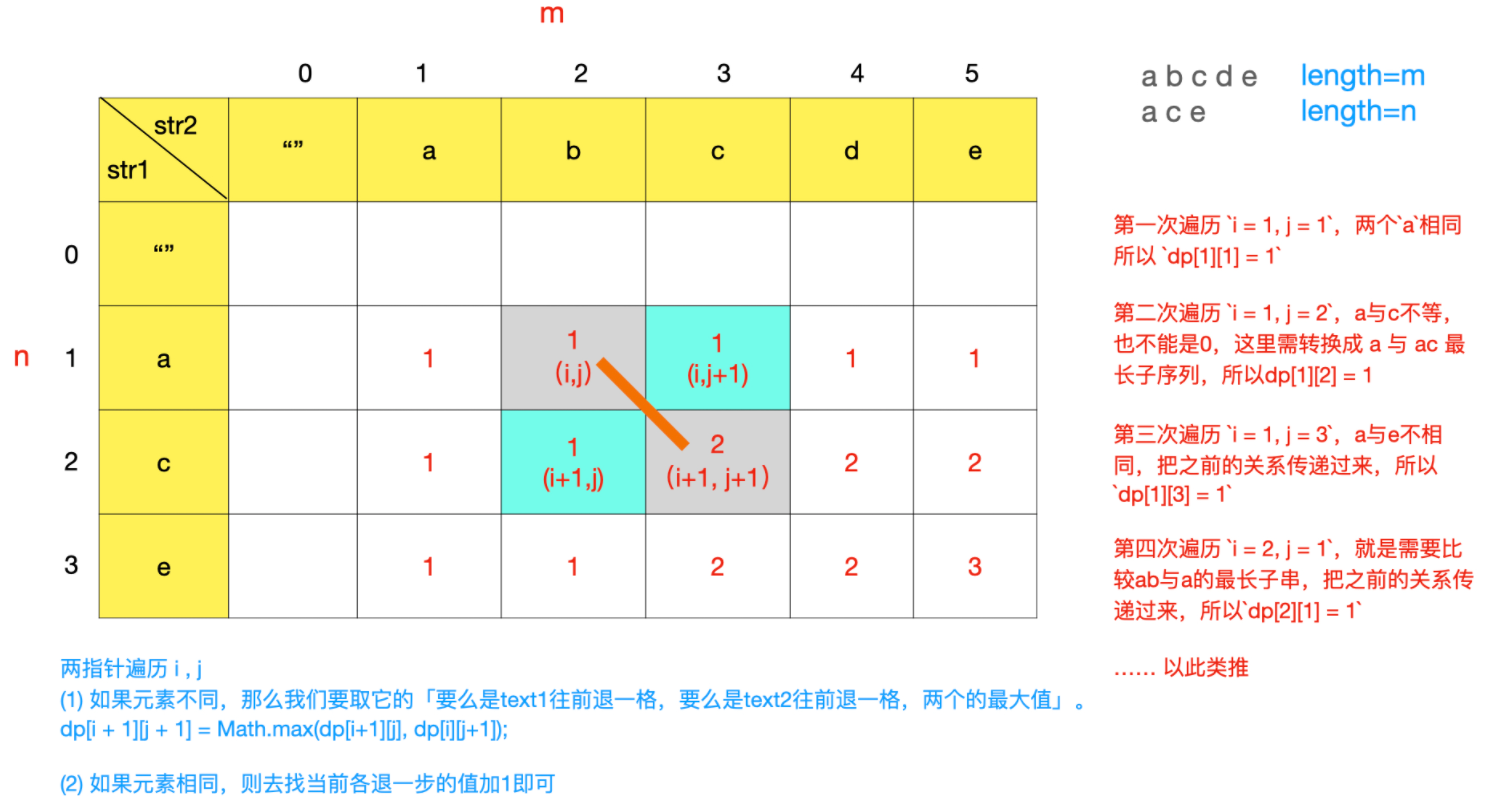 m
0 1 2 3 4 5
str2
str1
“” a b c d e
0 “”
n 1 a 1 1 1 1 1
(i,j) (i,j+1)
2 c 1 1 2 2 2
(i+1,j) (i+1, j+1)
3 e 1 1 2 2 3
a b c d e length=m
a c e length=n
第一次遍历 `i = 1, j = 1`，两个`a`相同
所以 `dp[1][1] = 1`
第二次遍历 `i = 1, j = 2`，a与c不等，
也不能是0，这里需转换成 a 与 ac 最
长子序列，所以dp[1][2] = 1
第三次遍历 `i = 1, j = 3`，a与e不相
同，把之前的关系传递过来，所以
`dp[1][3] = 1`
第四次遍历 `i = 2, j = 1`，就是需要比
较ab与a的最长子串，把之前的关系传
递过来，所以`dp[2][1] = 1`
…… 以此类推
两指针遍历 i , j
(1) 如果元素不同，那么我们要取它的「要么是text1往前退一格，要么是text2往前退一格，两个的最大值」。
dp[i + 1][j + 1] = Math.max(dp[i+1][j], dp[i][j+1]);
(2) 如果元素相同，则去找当前各退一步的值加1即可